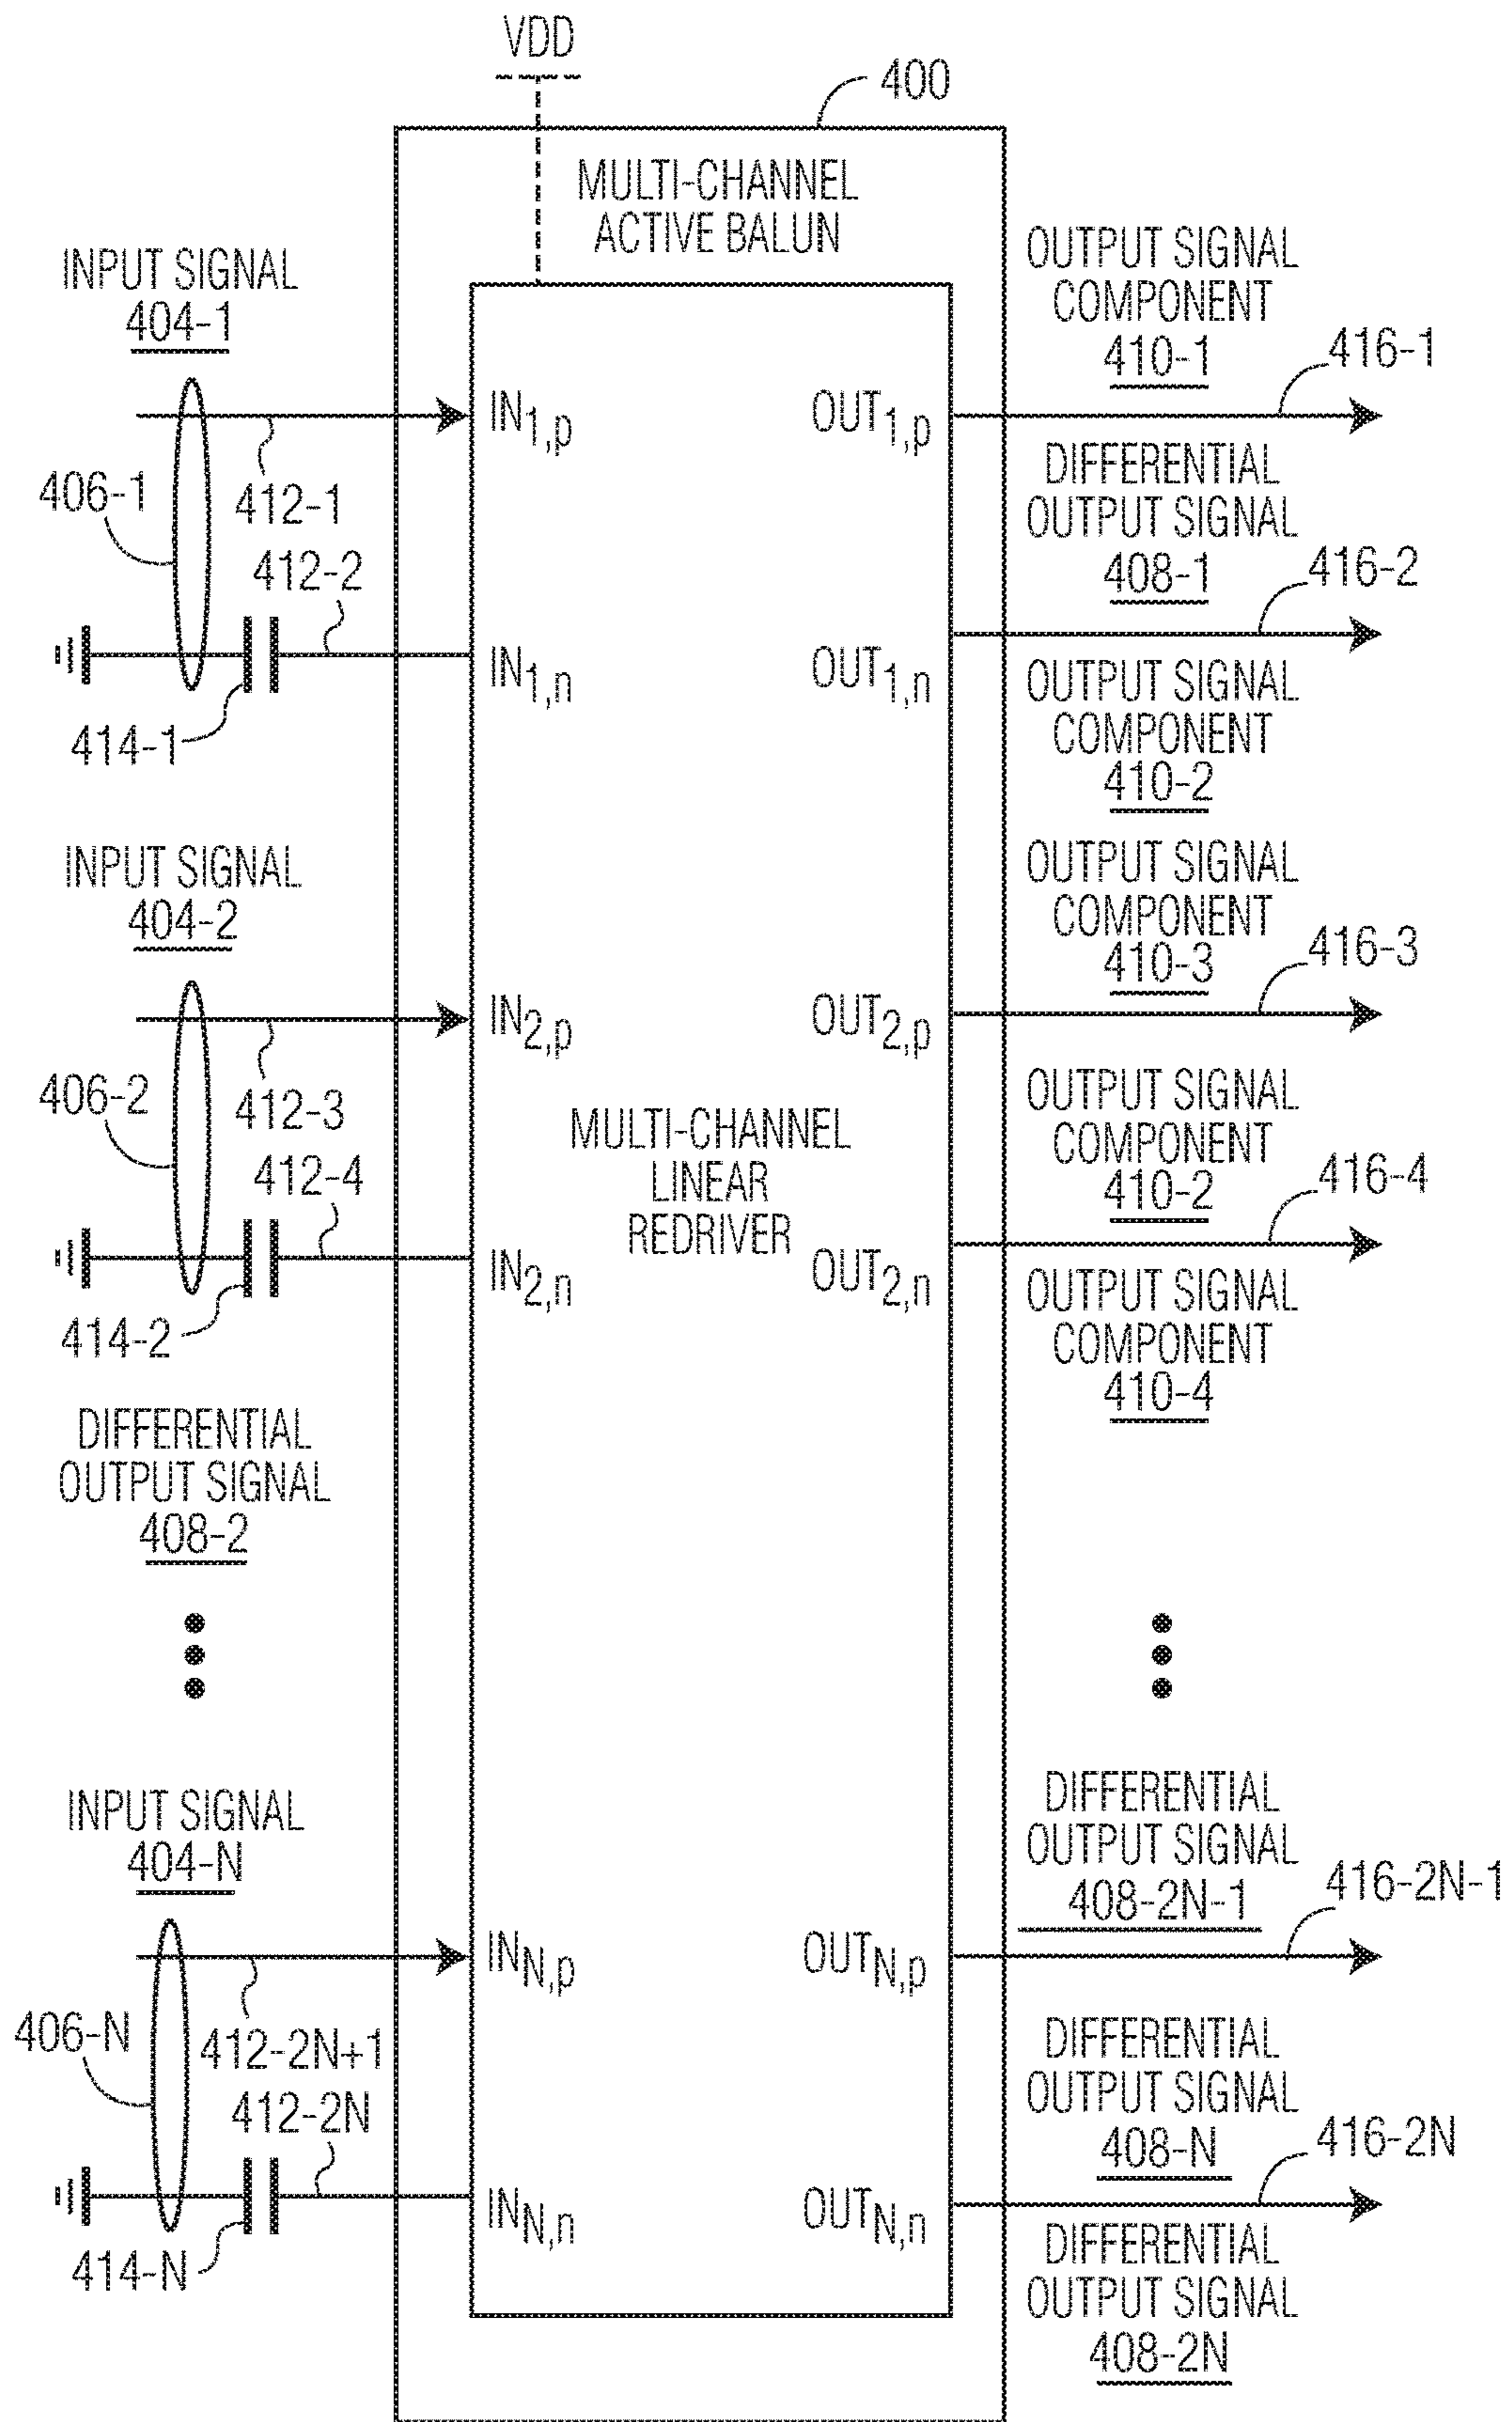 VDD
400
MULTI-CHANNEL
ACTIVE BALUN
INPUT SIGNAL
404-1
406-1
412-1
412-2
414-1
IN1,p
IN1,n
OUT1,p
OUT1,n
OUTPUT SIGNAL
COMPONENT
410-1
416-1
DIFFERENTIAL
OUTPUT SIGNAL
408-1
416-2
OUTPUT SIGNAL
COMPONENT
410-2
INPUT SIGNAL
404-2
406-2
412-3
412-4
414-2
IN2,p
IN2,n
MULTI-CHANNEL
LINEAR
REDRIVER
OUT2,p
OUT2,n
OUTPUT SIGNAL
COMPONENT
410-3
416-3
OUTPUT SIGNAL
COMPONENT
410-2
416-4
OUTPUT SIGNAL
COMPONENT
410-4
DIFFERENTIAL
OUTPUT SIGNAL
408-2
INPUT SIGNAL
404-N
406-N
412-2N+1
412-2N
414-N
INN,p
INN,n
OUTN,p
OUTN,n
DIFFERENTIAL
OUTPUT SIGNAL
408-2N-1
416-2N-1
DIFFERENTIAL
OUTPUT SIGNAL
408-N
416-2N
DIFFERENTIAL
OUTPUT SIGNAL
408-2N